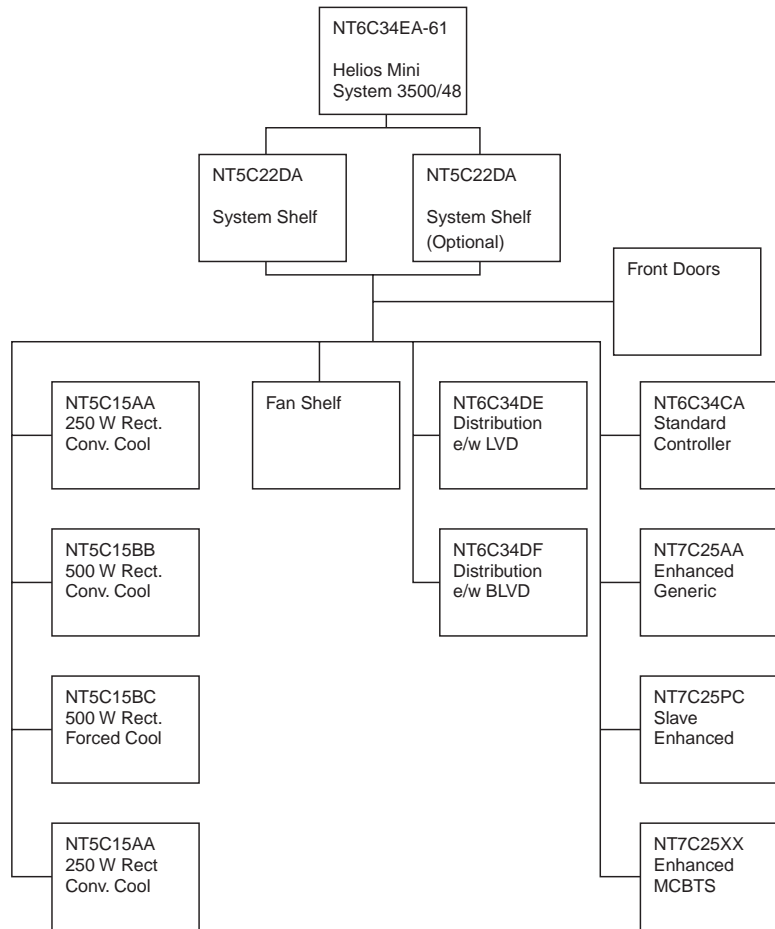 NT6C34EA-61
Helios Mini
System 3500/48
NT5C22DA
System Shelf
NT5C22DA
System Shelf
(Optional)
Front Doors
NT5C15AA
250 W Rect.
Conv. Cool
Fan Shelf
NT6C34DE
Distribution
e/w LVD
NT6C34CA
Standard
Controller
NT5C15BB
500 W Rect.
Conv. Cool
NT6C34DF
Distribution
e/w BLVD
NT7C25AA
Enhanced
Generic
NT5C15BC
500 W Rect.
Forced Cool
NT7C25PC
Slave
Enhanced
NT5C15AA
250 W Rect
Conv. Cool
NT7C25XX
Enhanced
MCBTS